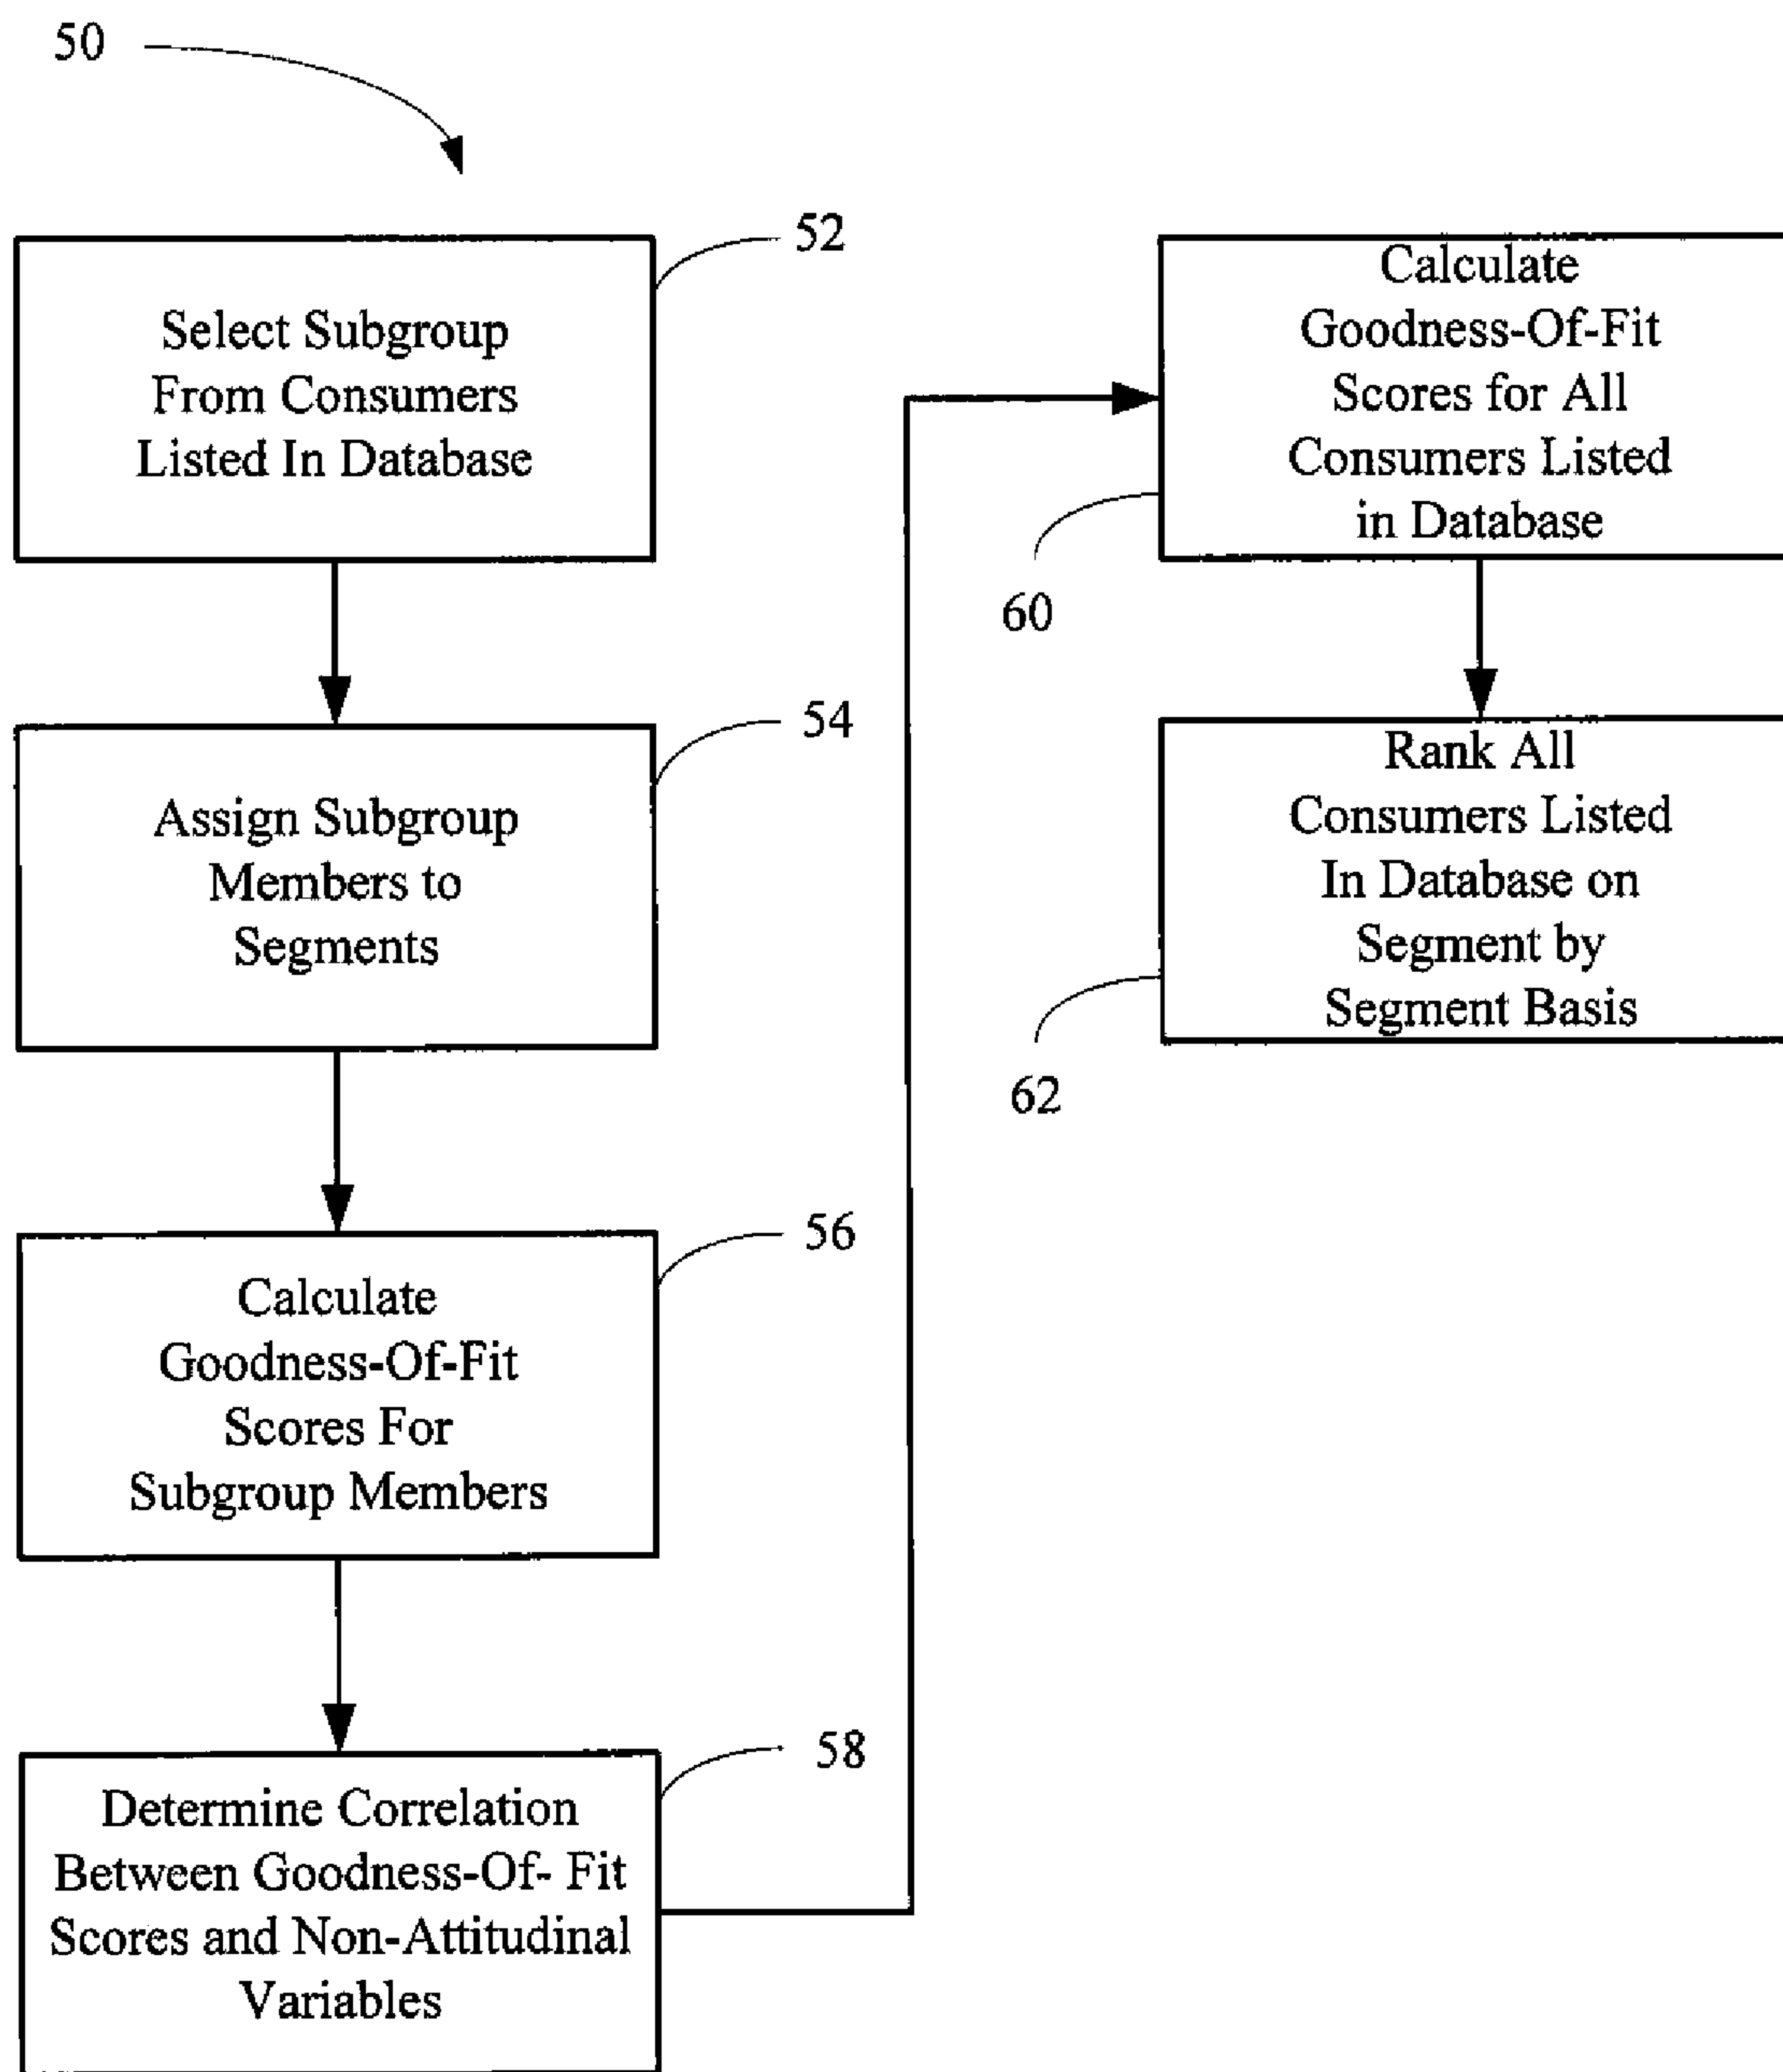 50
52
Select Subgroup
From Consumers
Listed In Database
54
Assign Subgroup
Members to
Segments
56
Calculate
Goodness-Of-Fit
Scores For
Subgroup Members
58
Determine Correlation
Between Goodness-Of- Fit
Scores and Non-Attitudinal
Variables
Calculate
Goodness-Of-Fit
Scores for All
Consumers Listed
in Database
60
Rank All
Consumers Listed
In Database on
Segment by
Segment Basis
62